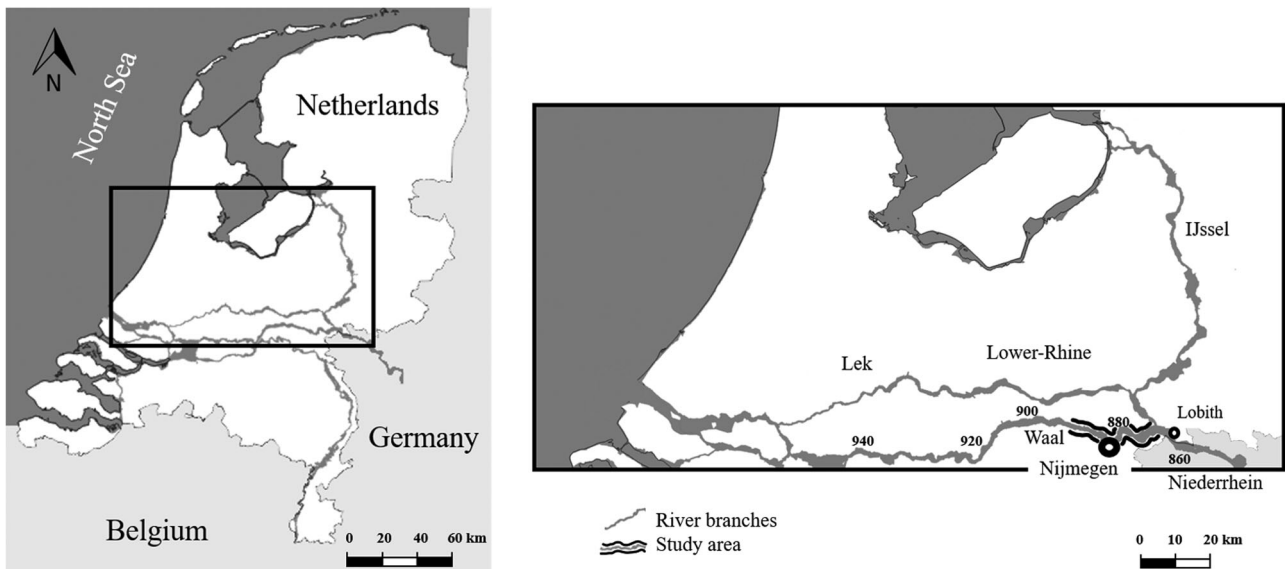 N
North Sea
Netherlands
Germany
Belgium
0 20 40 60 km
IJssel
Lek
Lower-Rhine
Lobith
900
880
Waal
940
920
860
Nijmegen
Niederrhein
River branches
Study area
0 10 20 km